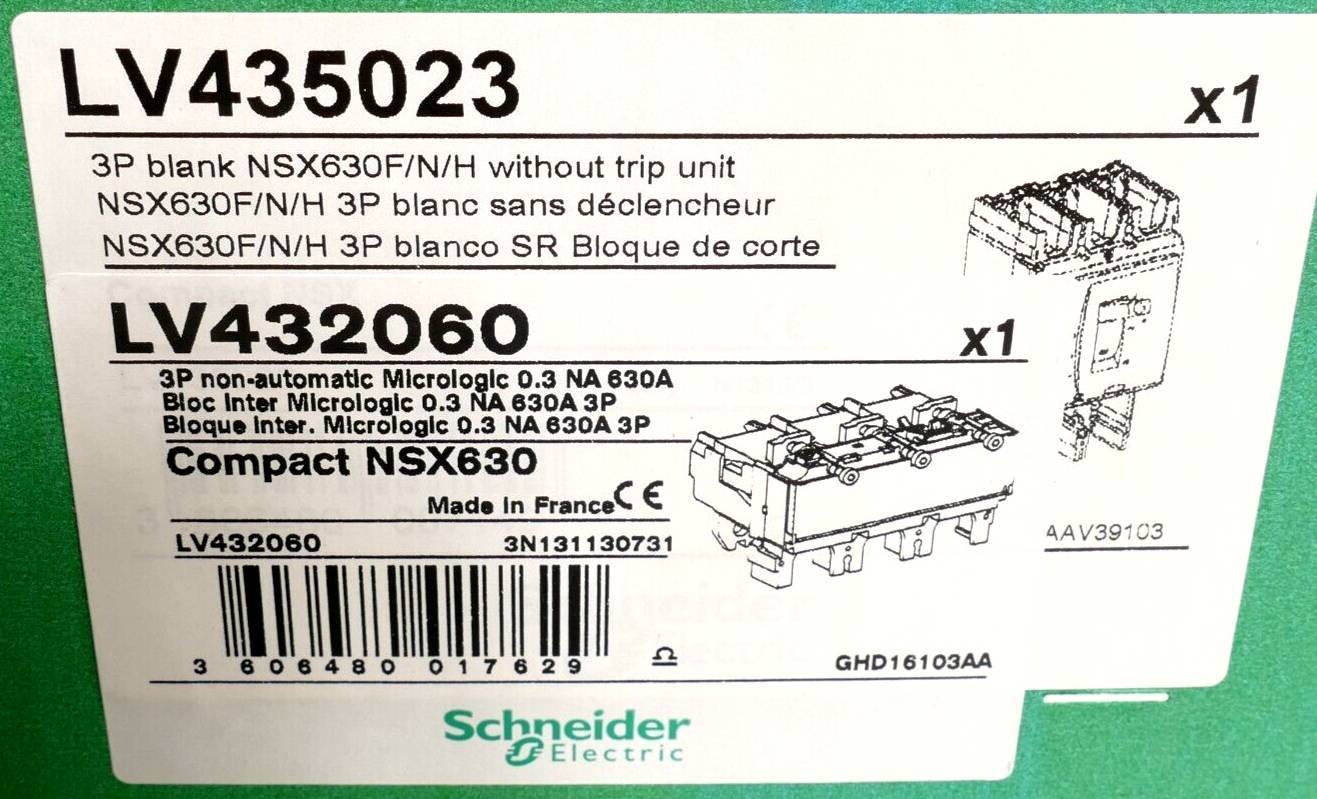 LV435023 x1
3P blank NSX630F/N/H without trip unit
NSX630F/N/H 3P blanc sans déclencheur
NSX630F/N/H 3P blanco SR Bloque de corte
LV432060 x1
3P non-automatic Micrologic 0.3 NA 630A
Bloc Inter Micrologic 0.3 NA 630A 3P
Bloque Inter. Micrologic 0.3 NA 630A 3P
Compact NSX630
Made in France CE
LV432060 3N131130731
AAV39103
3 606480 017629
GHD16103AA
Schneider
Electric